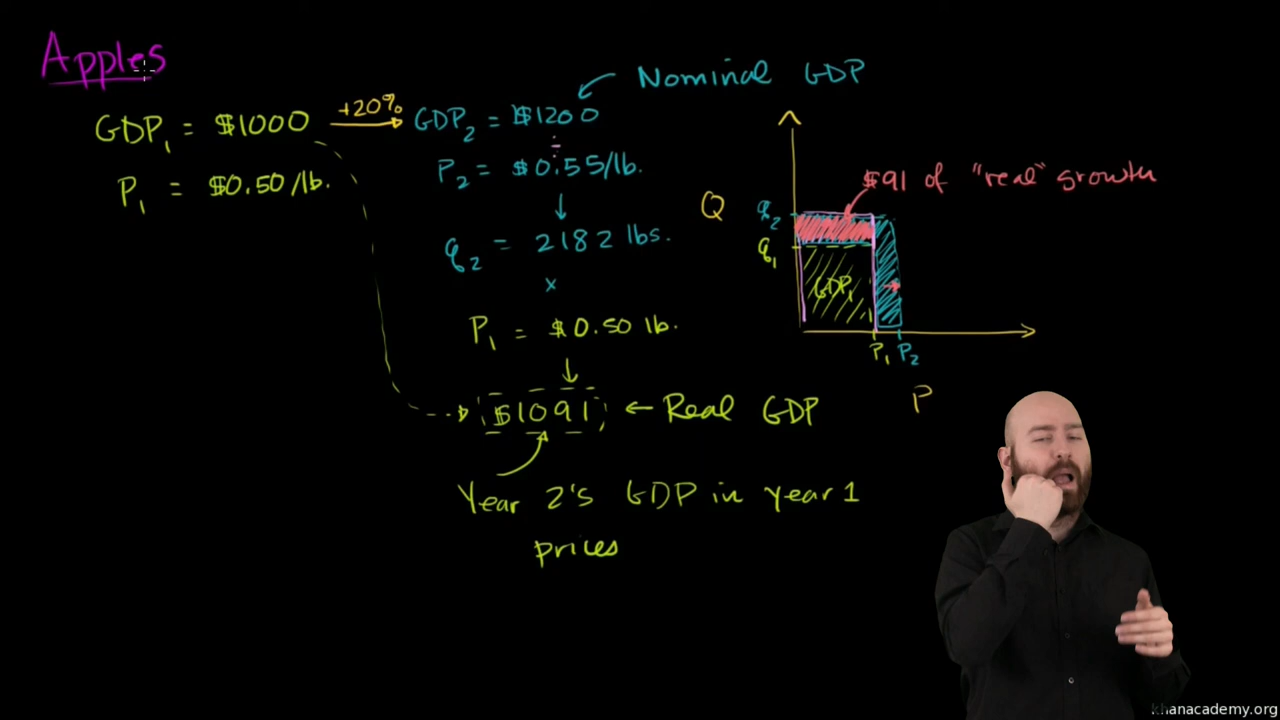 Apples
GDP₁ = $1000
+20%
GDP₂ = $1200
Nominal GDP
P₁ = $0.50/lb.
÷
P₂ = $0.55/lb.
q₂ = 2182 lbs.
x
P₁ = $0.50 lb.
$1091
Real GDP
Year 2's GDP in year 1
prices
$91 of "real" growth
Q
q₂
q₁
GDP₁
P₁ P₂
P
khanacademy.org